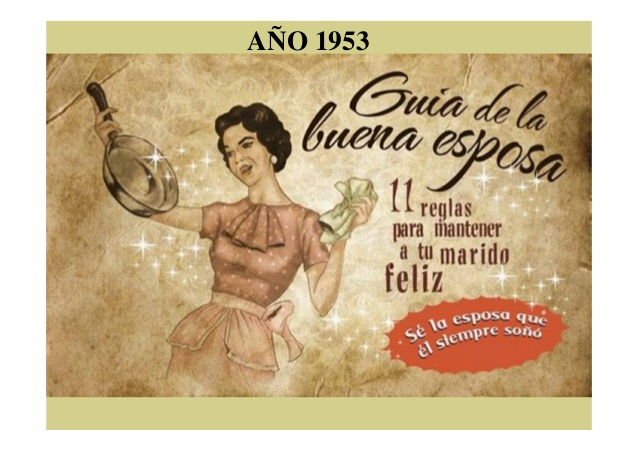 AÑO 1953
Guia de la
buena esposa
11 reglas
para mantener
a tu marido
feliz
Sé la esposa que
él siempre soñó